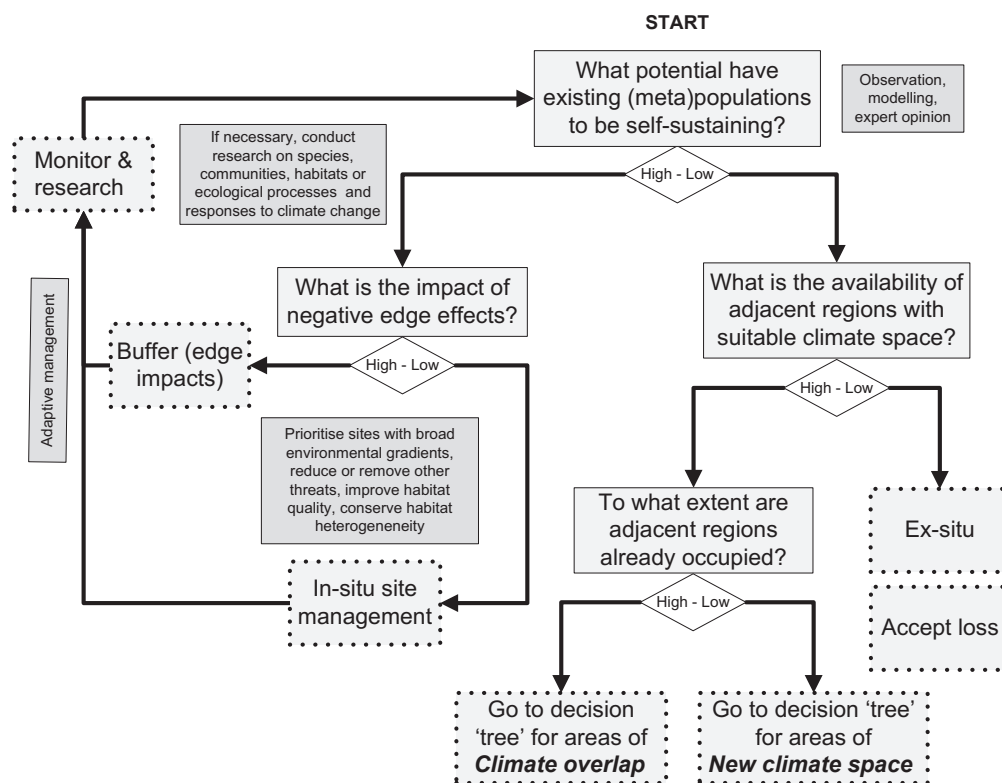 START
What potential have
existing (meta)populations
to be self-sustaining?
Observation,
modelling,
expert opinion
Monitor &
research
If necessary, conduct
research on species,
communities, habitats or
ecological processes and
responses to climate change
High - Low
What is the impact of
negative edge effects?
What is the availability of
adjacent regions with
suitable climate space?
Adaptive management
Buffer (edge
impacts)
High - Low
High - Low
Prioritise sites with broad
environmental gradients,
reduce or remove other
threats, improve habitat
quality, conserve habitat
heterogeneneity
To what extent are
adjacent regions
already occupied?
Ex-situ
In-situ site
management
High - Low
Accept loss
Go to decision
‘tree’ for areas of
Climate overlap
Go to decision ‘tree’
for areas of
New climate space